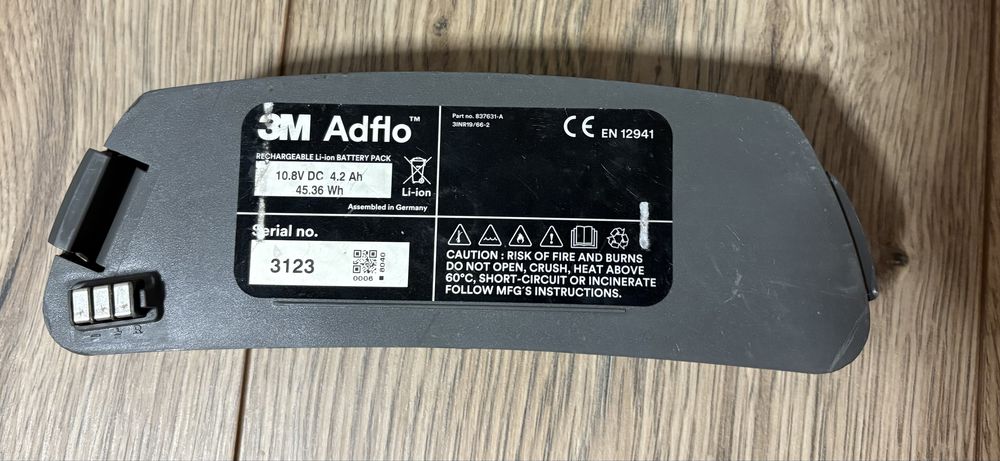 3M Adflo™
RECHARGEABLE Li-ion BATTERY PACK
10.8V DC 4.2 Ah
45.36 Wh
Li-ion
Assembled in Germany
Part no. 837631-A
3INR19/66-2
CE EN 12941
Serial no.
3123
0006 8040
CAUTION : RISK OF FIRE AND BURNS
DO NOT OPEN, CRUSH, HEAT ABOVE
60°C, SHORT-CIRCUIT OR INCINERATE
FOLLOW MFG'S INSTRUCTIONS.